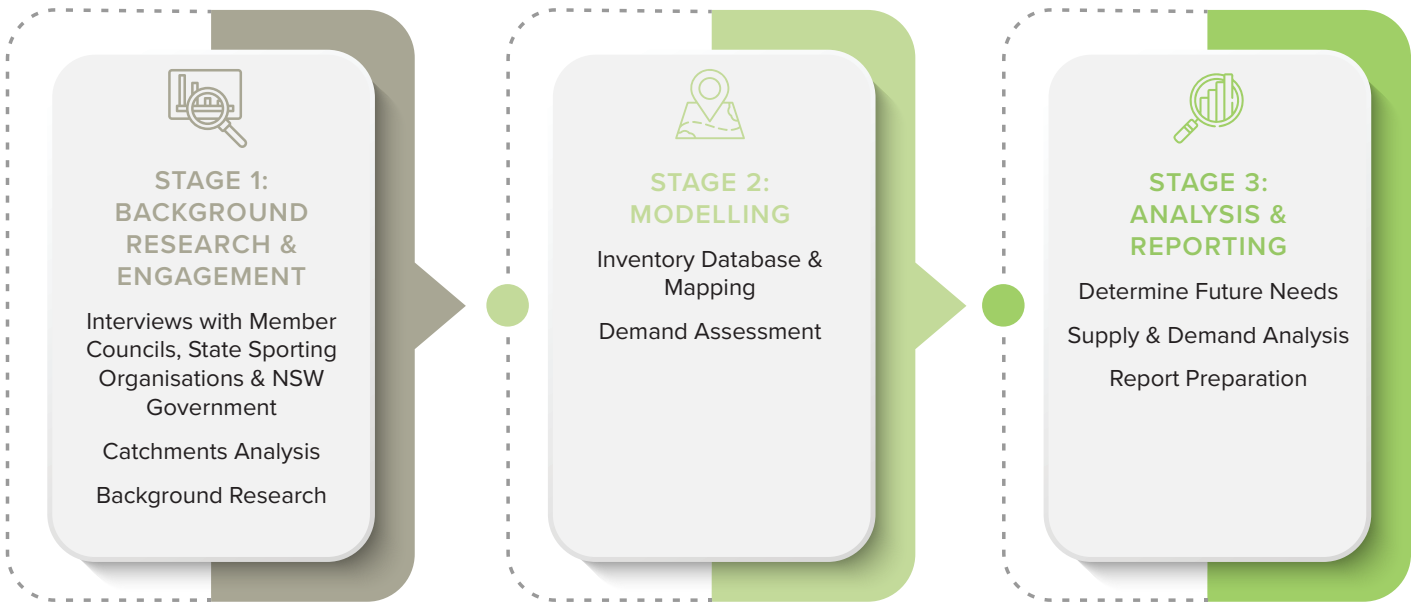 STAGE 1:
BACKGROUND
RESEARCH &
ENGAGEMENT
Interviews with Member
Councils, State Sporting
Organisations & NSW
Government
Catchments Analysis
Background Research
STAGE 2:
MODELLING
Inventory Database &
Mapping
Demand Assessment
STAGE 3:
ANALYSIS &
REPORTING
Determine Future Needs
Supply & Demand Analysis
Report Preparation